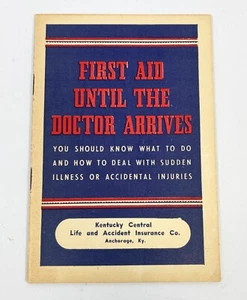 FIRST AID
UNTIL THE
DOCTOR ARRIVES
YOU SHOULD KNOW WHAT TO DO
AND HOW TO DEAL WITH SUDDEN
ILLNESS OR ACCIDENTAL INJURIES
Kentucky Central
Life and Accident Insurance Co.
Anchorage, Ky.